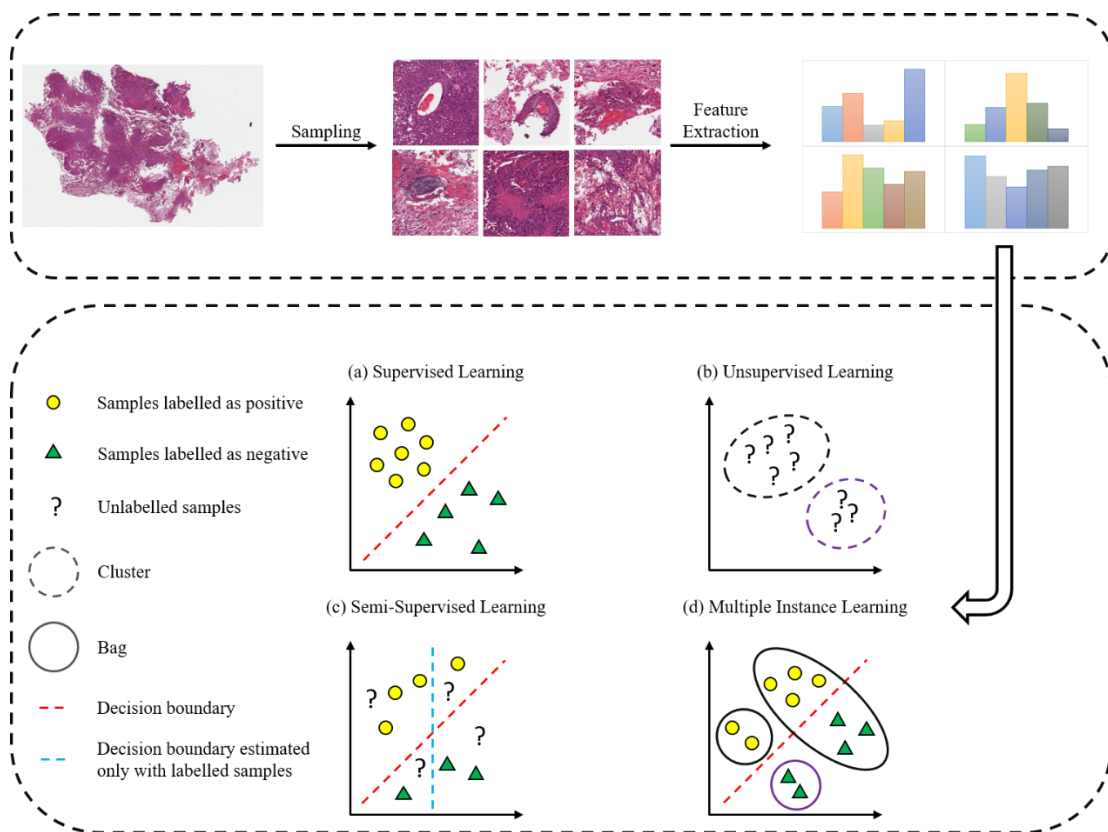 Sampling
Feature
Extraction
(a) Supervised Learning
(b) Unsupervised Learning
Samples labelled as positive
Samples labelled as negative
? Unlabelled samples
Cluster
Bag
Decision boundary
Decision boundary estimated
only with labelled samples
? ? ? ? ? ?
? ? ?
(c) Semi-Supervised Learning
(d) Multiple Instance Learning
? ? ? ?